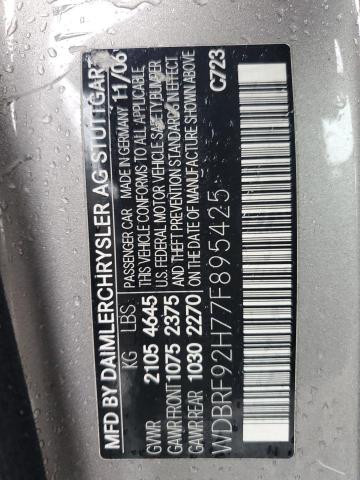 MFD BY DAIMLERCHRYSLER AG-STUTTGART
PASSENGER CAR MADE IN GERMANY 11/06
KG LBS THIS VEHICLE CONFORMS TO ALL APPLICABLE
U.S. FEDERAL MOTOR VEHICLE SAFETY, BUMPER
GVWR 2105 4645 AND THEFT PREVENTION STANDARDS IN EFFECT
GAWR FRONT 1075 2375 ON THE DATE OF MANUFACTURE SHOWN ABOVE
GAWR REAR 1030 2270
WDBRF92H77F895425 C723